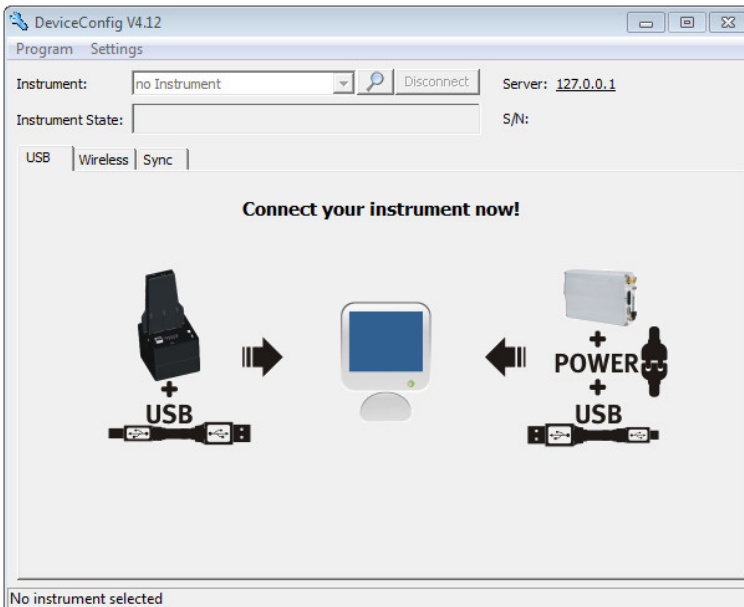 DeviceConfig V4.12
Program Settings
Instrument: no Instrument Disconnect Server: 127.0.0.1
Instrument State: S/N:
USB Wireless Sync
Connect your instrument now!
+
POWER
+ +
USB USB
No instrument selected